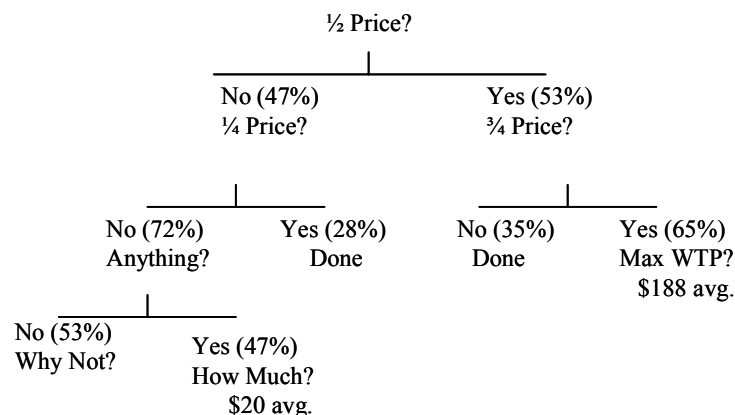 ½ Price?
No (47%)
¼ Price?
Yes (53%)
¾ Price?
No (72%)
Anything?
Yes (28%)
Done
No (35%)
Done
Yes (65%)
Max WTP?
$188 avg.
No (53%)
Why Not?
Yes (47%)
How Much?
$20 avg.